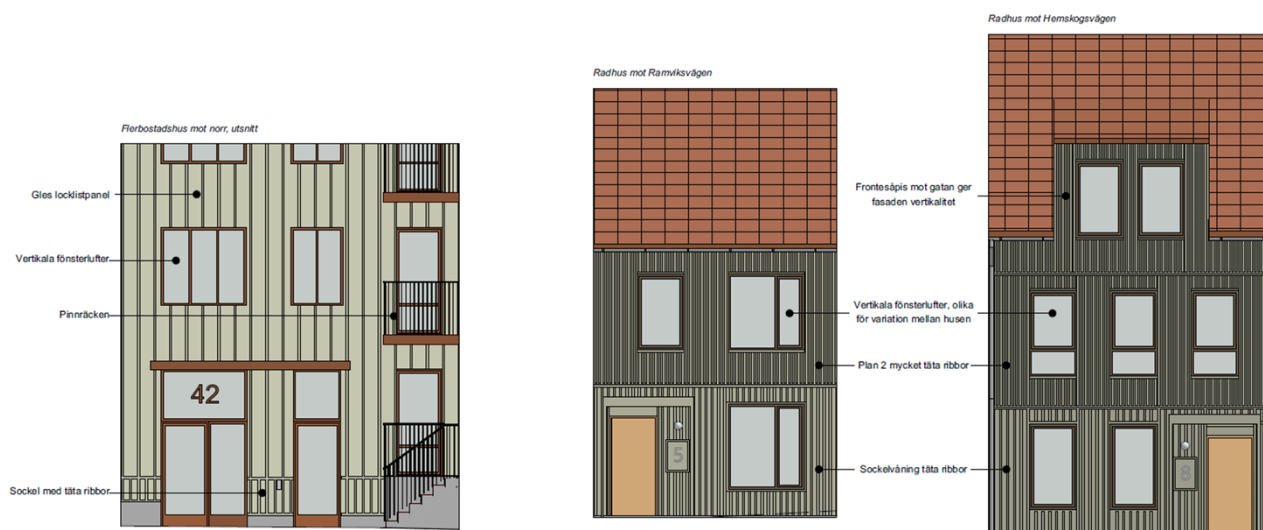 Flerbostadshus mot norr, utsnitt
Gles locklistpanel
Vertikala fönsterlufter
Pinnräcken
42
Sockel med täta ribbor
Radhus mot Ramviksvägen
5
Radhus mot Hemskogsvägen
Frontesåpis mot gatan ger
fasaden vertikalitet
Vertikala fönsterlufter, olika
för variation mellan husen
Plan 2 mycket täta ribbor
Sockelvåning täta ribbor
8